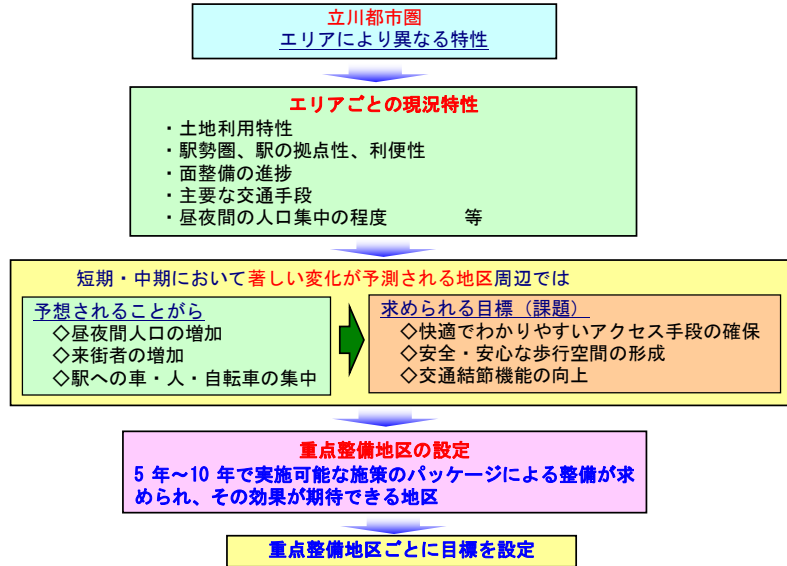 立川都市圏
エリアにより異なる特性
エリアごとの現況特性
・土地利用特性
・駅勢圏、駅の拠点性、利便性
・面整備の進捗
・主要な交通手段
・昼夜間の人口集中の程度　　　　等
短期・中期において著しい変化が予測される地区周辺では
予想されることがら
◇昼夜間人口の増加
◇来街者の増加
◇駅への車・人・自転車の集中
求められる目標（課題）
◇快適でわかりやすいアクセス手段の確保
◇安全・安心な歩行空間の形成
◇交通結節機能の向上
重点整備地区の設定
5 年～10 年で実施可能な施策のパッケージによる整備が求
められ、その効果が期待できる地区
重点整備地区ごとに目標を設定